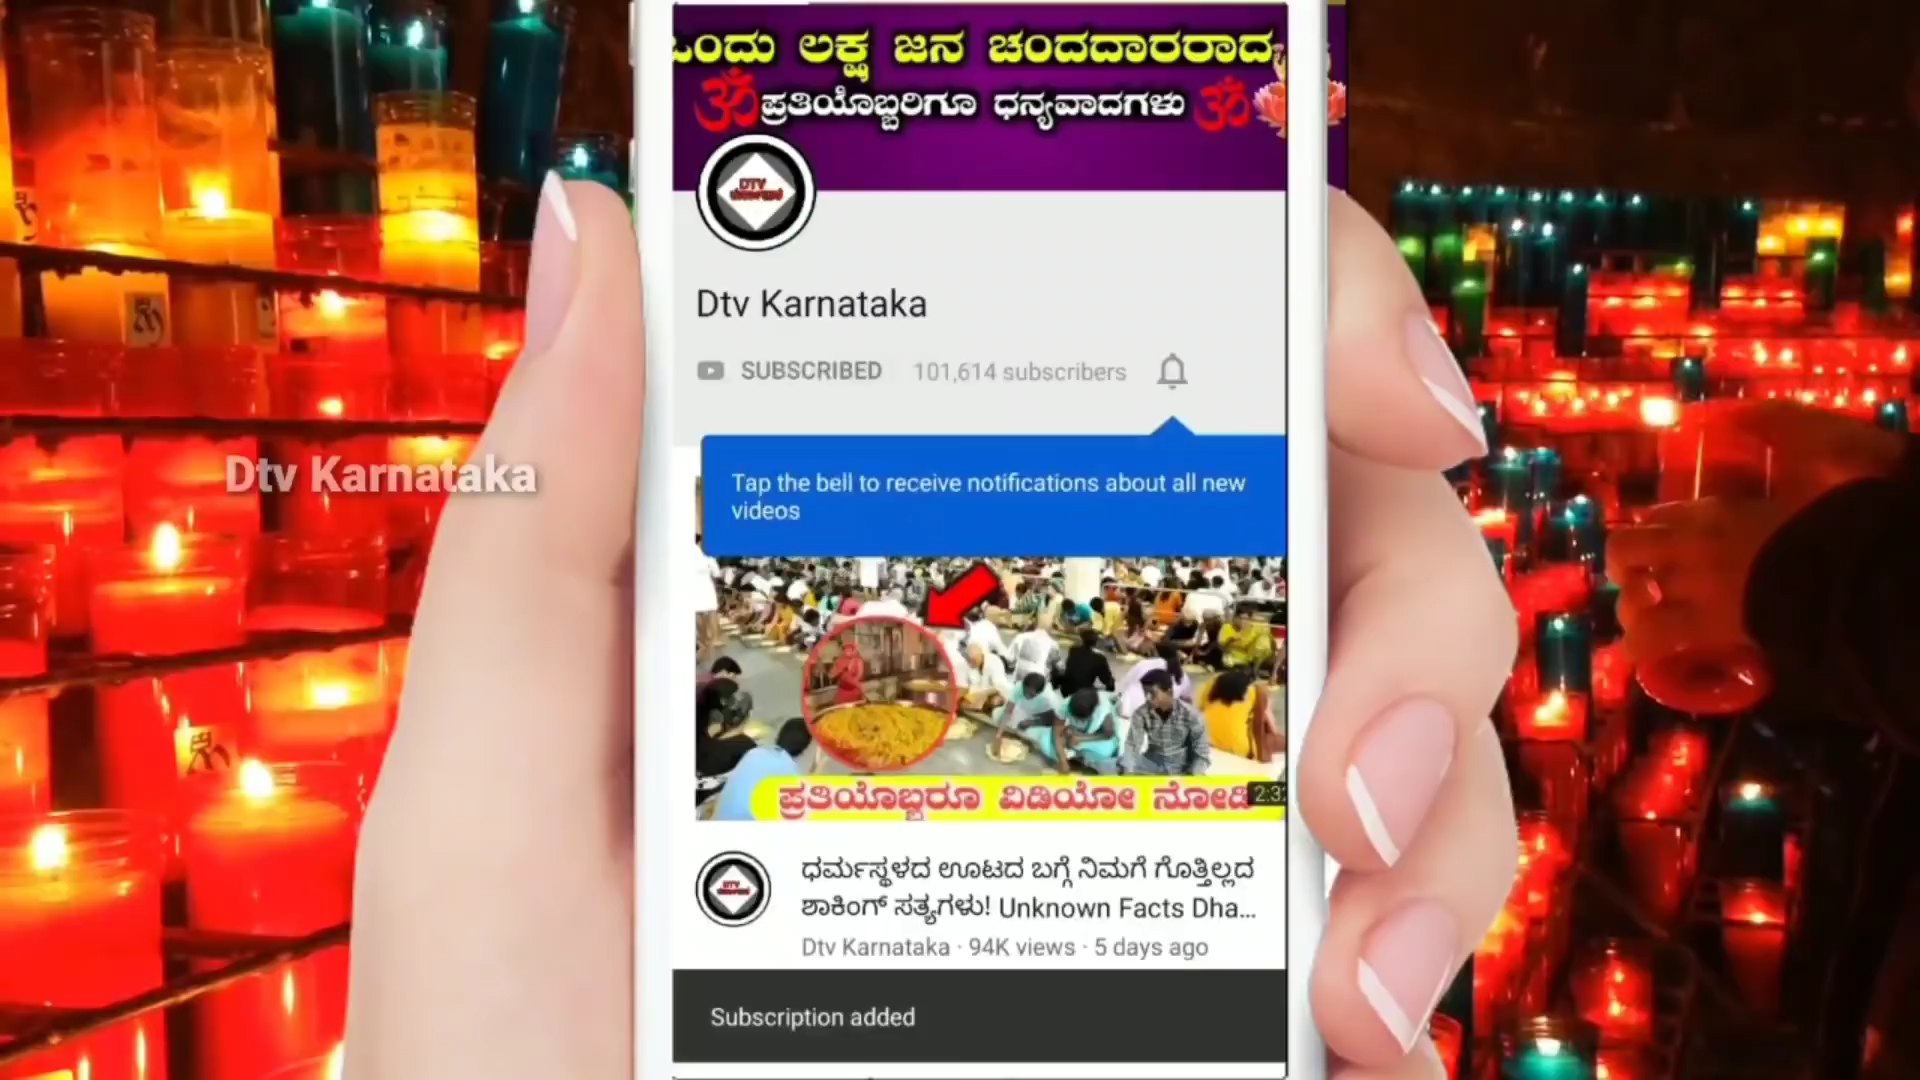 ಒಂದು ಲಕ್ಷ ಜನ ಚಂದದಾರರಾದ
ಪ್ರತಿಯೊಬ್ಬರಿಗೂ ಧನ್ಯವಾದಗಳು
DTV
Dtv Karnataka
SUBSCRIBED 101,614 subscribers
Dtv Karnataka
Tap the bell to receive notifications about all new
videos
ಪ್ರತಿಯೊಬ್ಬರೂ ವಿಡಿಯೋ ನೋಡಿ
ಧರ್ಮಸ್ಥಳದ ಊಟದ ಬಗ್ಗೆ ನಿಮಗೆ ಗೊತ್ತಿಲ್ಲದ
ಶಾಕಿಂಗ್ ಸತ್ಯಗಳು! Unknown Facts Dha...
Dtv Karnataka · 94K views · 5 days ago
Subscription added